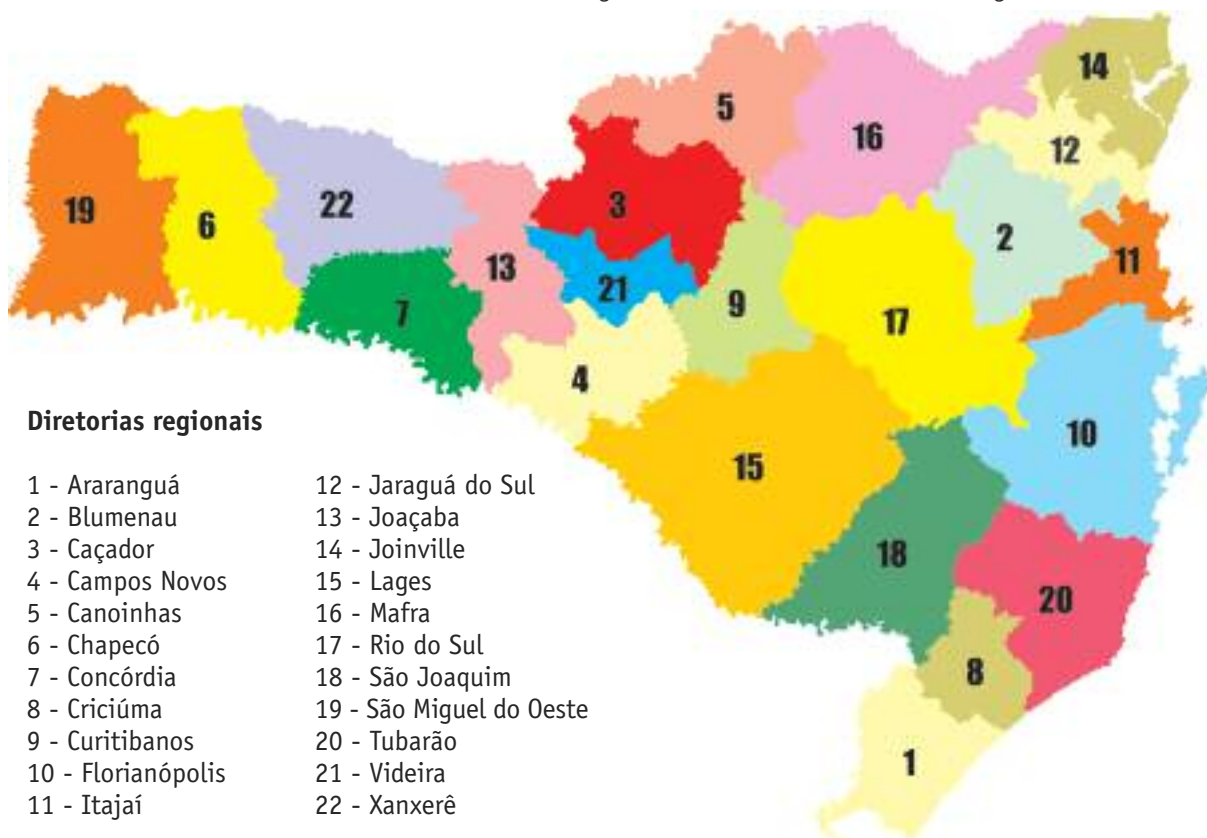 14
5
16
12
19
6
22
3
2
13
11
21
7
9
17
4
10
15
18
20
8
1
Diretorias regionais
1 - Araranguá
2 - Blumenau
3 - Caçador
4 - Campos Novos
5 - Canoinhas
6 - Chapecó
7 - Concórdia
8 - Criciúma
9 - Curitibanos
10 - Florianópolis
11 - Itajaí
12 - Jaraguá do Sul
13 - Joaçaba
14 - Joinville
15 - Lages
16 - Mafra
17 - Rio do Sul
18 - São Joaquim
19 - São Miguel do Oeste
20 - Tubarão
21 - Videira
22 - Xanxerê